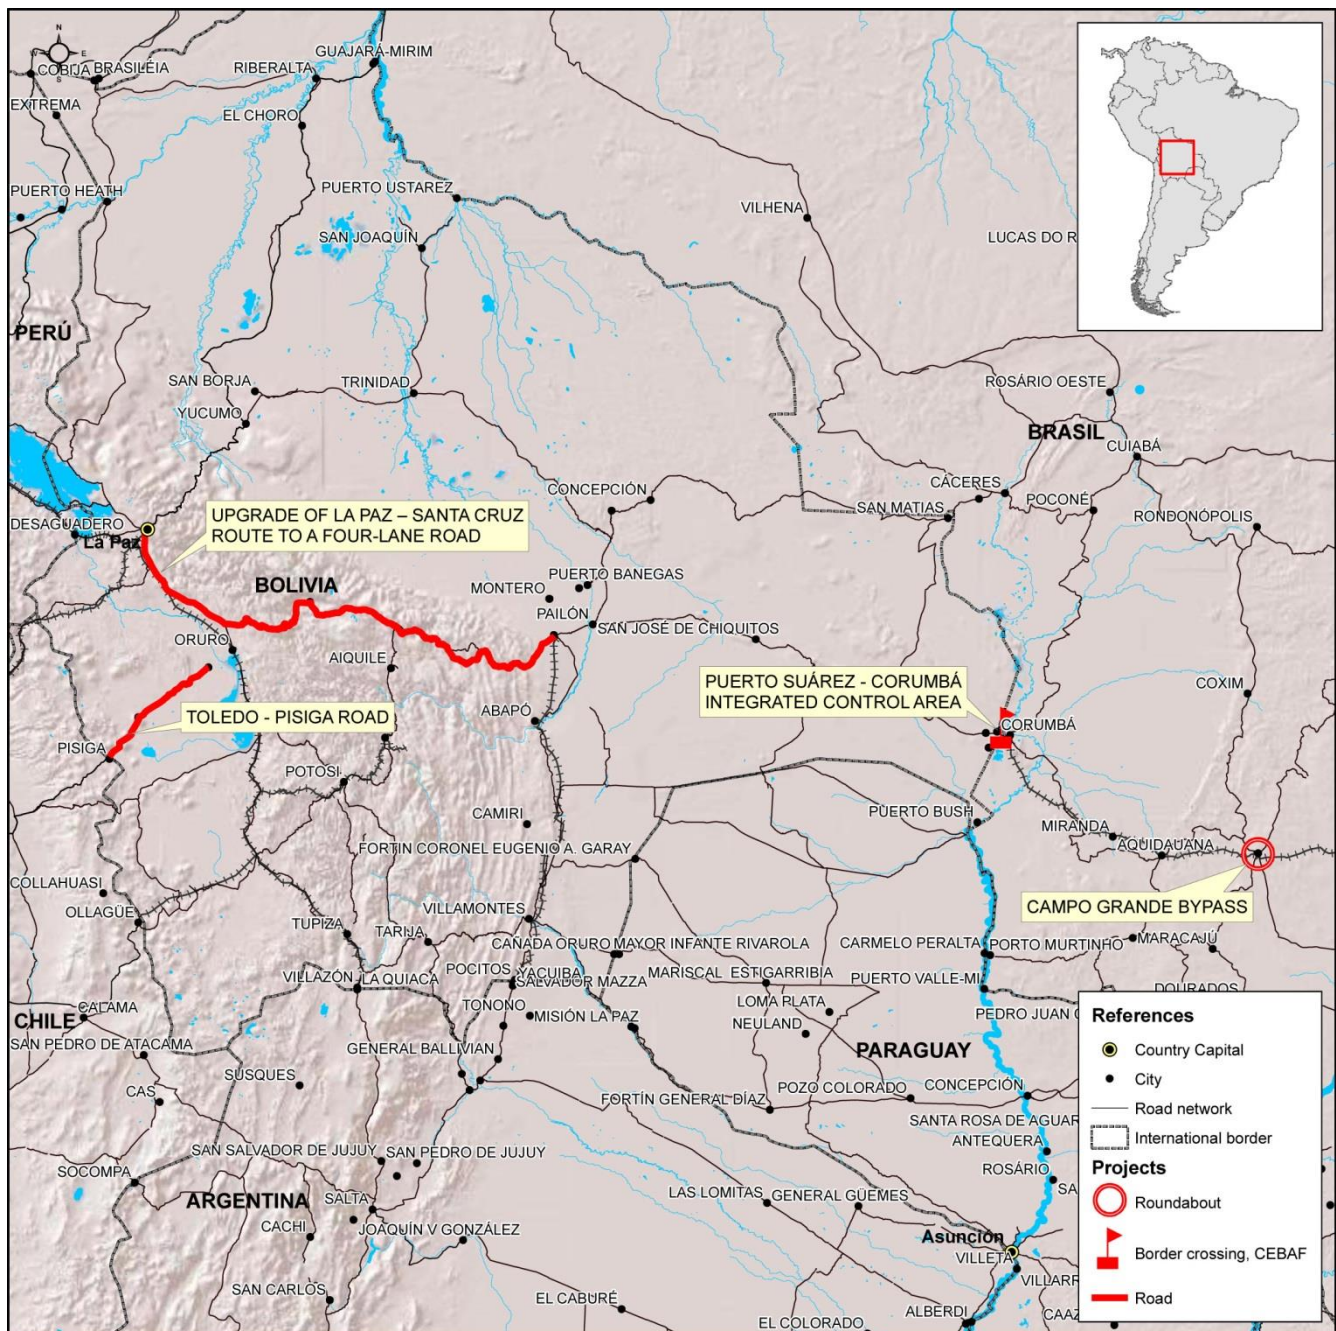 N
W
E
S
GUAJARÁ-MIRIM
COBIJA
BRASILÉIA
RIBERALTA
EXTREMA
EL CHORO
PUERTO HEATH
PUERTO USTAREZ
VILHENA
SAN JOAQUÍN
LUCAS DO R
PERÚ
SAN BORJA
TRINIDAD
ROSÁRIO OESTE
YUCUMO
BRASIL
CUIABÁ
CÁCERES
CONCEPCIÓN
POCONÉ
SAN MATIAS
RONDONÓPOLIS
DESAGUADERO
La Paz
UPGRADE OF LA PAZ – SANTA CRUZ
ROUTE TO A FOUR-LANE ROAD
BOLIVIA
PUERTO BANEGAS
MONTERO
PAILÓN
SAN JOSÉ DE CHIQUITOS
ORURO
AIQUILE
PUERTO SUÁREZ - CORUMBÁ
INTEGRATED CONTROL AREA
COXIM
TOLEDO - PISIGA ROAD
ABAPÓ
CORUMBÁ
PISIGA
POTOSI
CAMIRI
PUERTO BUSH
MIRANDA
AQUIDAUANA
FORTIN CORONEL EUGENIO A. GARAY
COLLAHUASI
OLLAGÜE
CAMPO GRANDE BYPASS
VILLAMONTES
TUPIZA
TARIJA
CAÑADA ORURO
MAYOR INFANTE RIVAROLA
CARMELO PERALTA
PORTO MURTINHO
MARACAJÚ
VILLAZÓN
LA QUIACA
POCITOS
YACUIBA
SALVADOR MAZZA
MARISCAL ESTIGARRIBIA
PUERTO VALLE-MI
DOURADOS
CALAMA
TONONO
MISIÓN LA PAZ
LOMA PLATA
NEULAND
PEDRO JUAN C
CHILE
SAN PEDRO DE ATACAMA
GENERAL BALLIVIAN
PARAGUAY
SUSQUES
CAS
POZO COLORADO
CONCEPCIÓN
FORTÍN GENERAL DÍAZ
SANTA ROSA DE AGUAR
ANTEQUERA
SAN SALVADOR DE JUJUY
SAN PEDRO DE JUJUY
SOCOMPA
ROSÁRIO
SA
ARGENTINA
SALTA
LAS LOMITAS
GENERAL GÜEMES
CACHI
JOAQUÍN V GONZÁLEZ
Asunción
VILLETA
VILLARR
SAN CARLOS
EL CABURÉ
EL COLORADO
ALBERDI
CAAZ
References
Country Capital
City
Road network
International border
Projects
Roundabout
Border crossing, CEBAF
Road